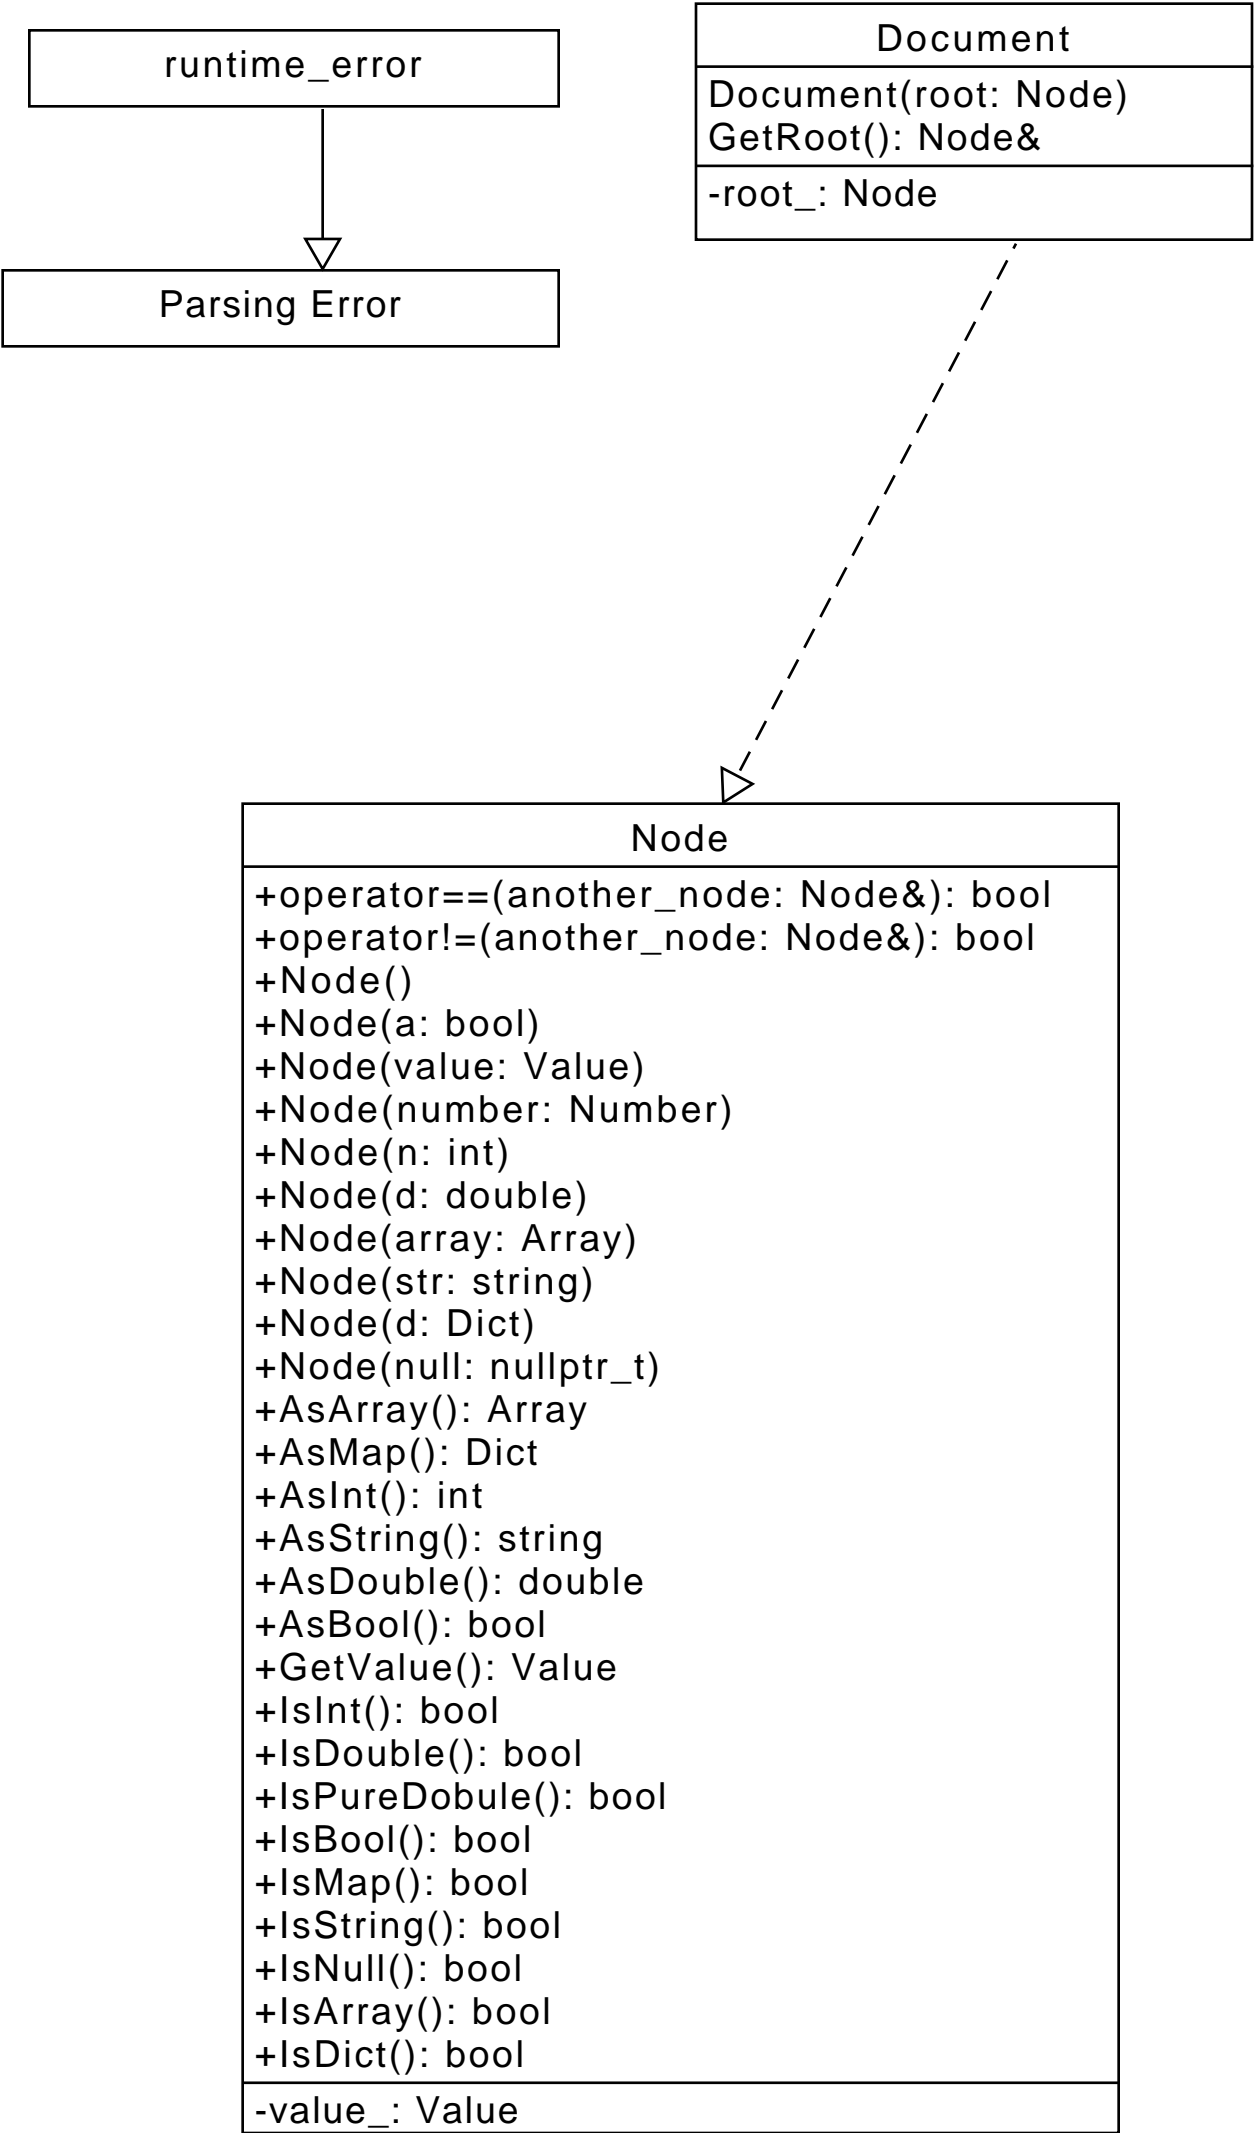 runtime_error
Parsing Error
Document
Document(root: Node)
GetRoot(): Node&
-root_: Node
Node
+operator==(another_node: Node&): bool
+operator!=(another_node: Node&): bool
+Node()
+Node(a: bool)
+Node(value: Value)
+Node(number: Number)
+Node(n: int)
+Node(d: double)
+Node(array: Array)
+Node(str: string)
+Node(d: Dict)
+Node(null: nullptr_t)
+AsArray(): Array
+AsMap(): Dict
+AsInt(): int
+AsString(): string
+AsDouble(): double
+AsBool(): bool
+GetValue(): Value
+IsInt(): bool
+IsDouble(): bool
+IsPureDobule(): bool
+IsBool(): bool
+IsMap(): bool
+IsString(): bool
+IsNull(): bool
+IsArray(): bool
+IsDict(): bool
-value_: Value